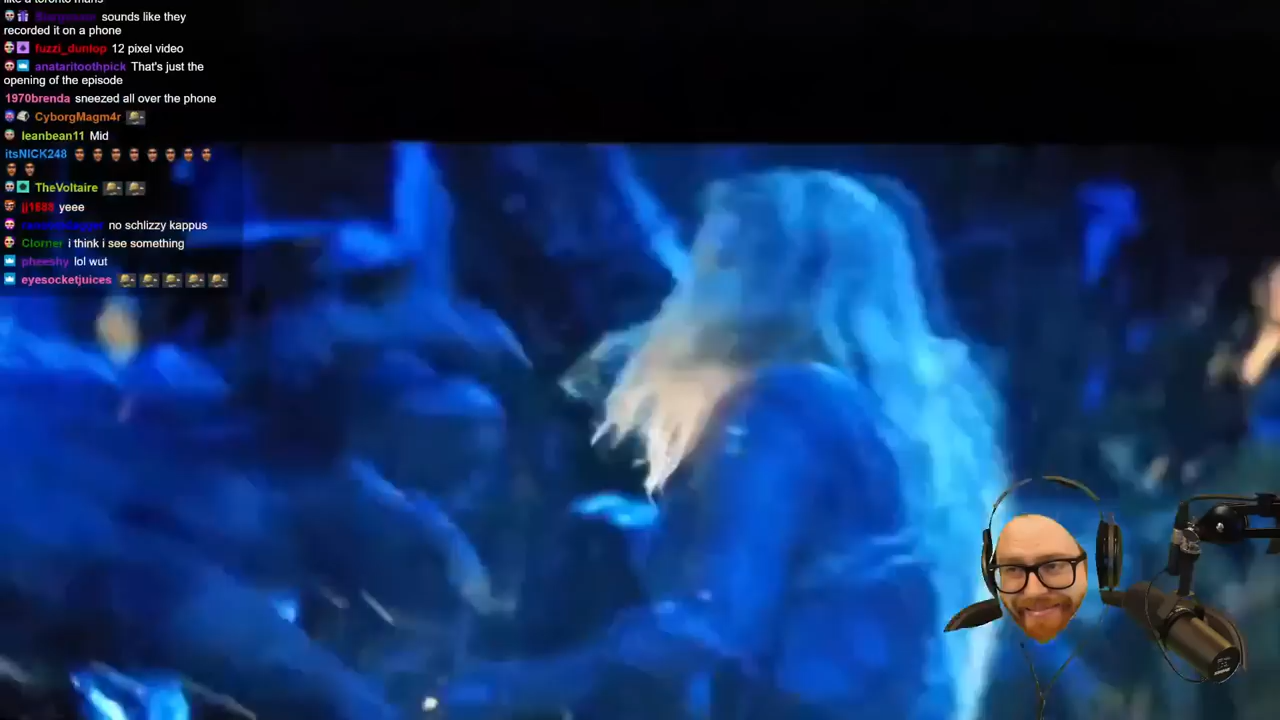 sounds like they
recorded it on a phone
fuzzi_dunlop 12 pixel video
anataritoothpick That's just the
opening of the episode
1970brenda sneezed all over the phone
CyborgMagm4r
leanbean11 Mid
itsNICK248
TheVoltaire
jj1688 yeee
no schlizzy kappus
Clorner i think i see something
pheeshy lol wut
eyesocketjuices